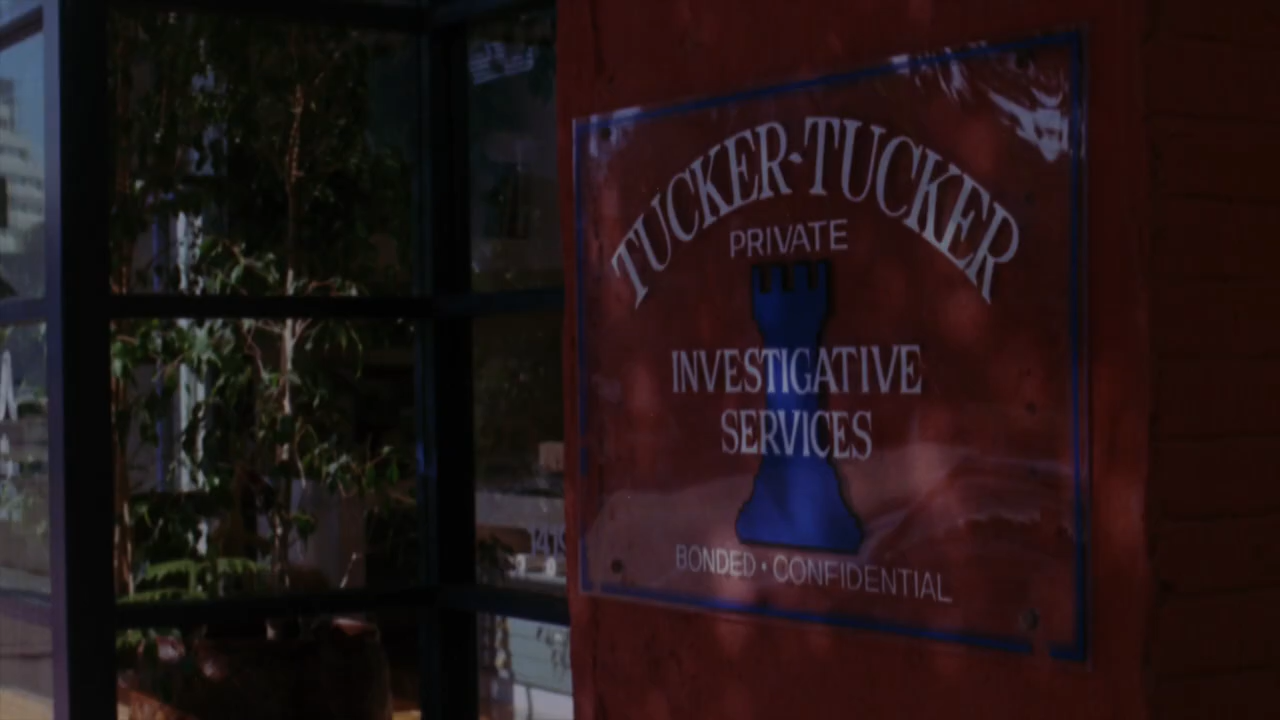 TUCKER-TUCKER
PRIVATE
INVESTIGATIVE
SERVICES
BONDED • CONFIDENTIAL